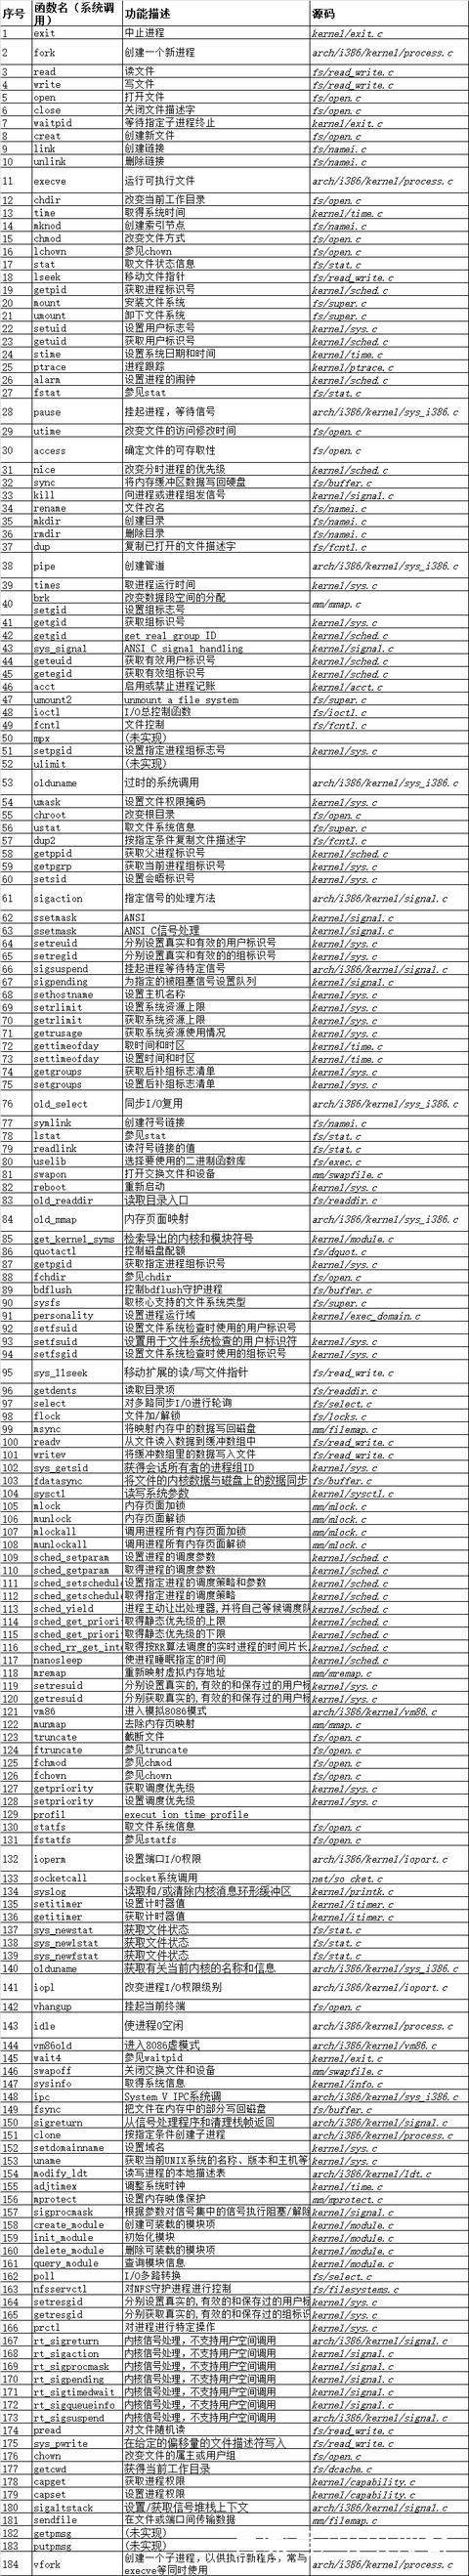 序号 函数名（系统调用） 功能描述 源码
1 exit 中止进程 kernel/exit.c
2 fork 创建一个新进程 arch/i386/kernel/process.c
3 read 读文件 fs/read_write.c
4 write 写文件 fs/read_write.c
5 open 打开文件 fs/open.c
6 close 关闭文件描述字 fs/open.c
7 waitpid 等待指定子进程终止 kernel/exit.c
8 creat 创建新文件 fs/open.c
9 link 创建链接 fs/namei.c
10 unlink 删除链接 fs/namei.c
11 execve 运行可执行文件 arch/i386/kernel/process.c
12 chdir 改变当前工作目录 fs/open.c
13 time 取得系统时间 kernel/time.c
14 mknod 创建索引节点 fs/namei.c
15 chmod 改变文件方式 fs/open.c
16 lchown 参见chown fs/open.c
17 stat 取文件状态信息 fs/stat.c
18 lseek 移动文件指针 fs/read_write.c
19 getpid 获取进程标识号 kernel/sched.c
20 mount 安装文件系统 fs/super.c
21 umount 卸下文件系统 fs/super.c
22 setuid 设置用户标志号 kernel/sys.c
23 getuid 获取用户标识号 kernel/sched.c
24 stime 设置系统日期和时间 kernel/time.c
25 ptrace 进程跟踪 kernel/ptrace.c
26 alarm 设置进程的闹钟 kernel/sched.c
27 fstat 参见stat fs/stat.c
28 pause 挂起进程，等待信号 arch/i386/kernel/sys_i386.c
29 utime 改变文件的访问修改时间 fs/open.c
30 access 确定文件的可存取性 fs/open.c
31 nice 改变分时进程的优先级 kernel/sched.c
32 sync 将内存缓冲区数据写回硬盘 fs/buffer.c
33 kill 向进程或进程组发信号 kernel/signal.c
34 rename 文件改名 fs/namei.c
35 mkdir 创建目录 fs/namei.c
36 rmdir 删除目录 fs/namei.c
37 dup 复制已打开的文件描述字 fs/fcntl.c
38 pipe 创建管道 arch/i386/kernel/sys_i386.c
39 times 取进程运行时间 kernel/sys.c
40 brk 改变数据段空间的分配 mm/mmap.c
setgid 设置组标志号
41 getgid 获取组标识号 kernel/sys.c
42 getgid get real group ID kernel/sched.c
43 sys_signal ANSI C signal handling kernel/signal.c
44 geteuid 获取有效用户标识号 kernel/sched.c
45 getegid 获取有效组标识号 kernel/sched.c
46 acct 启用或禁止进程记账 kernel/acct.c
47 umount2 unmount a file system fs/super.c
48 ioctl I/O总控制函数 fs/ioctl.c
49 fcntl 文件控制 fs/fcntl.c
50 mpx (未实现)
51 setpgid 设置指定进程组标志号 kernel/sys.c
52 ulimit (未实现)
53 olduname 过时的系统调用 arch/i386/kernel/sys_i386.c
54 umask 设置文件权限掩码 kernel/sys.c
55 chroot 改变根目录 fs/open.c
56 ustat 取文件系统信息 fs/super.c
57 dup2 按指定条件复制文件描述字 fs/fcntl.c
58 getppid 获取父进程标识号 kernel/sched.c
59 getpgrp 获取当前进程组标识号 kernel/sys.c
60 setsid 设置会晤标识号 kernel/sys.c
61 sigaction 指定信号的处理方法 arch/i386/kernel/signal.c
62 ssetmask ANSI kernel/signal.c
63 ssetmask ANSI C信号处理 kernel/signal.c
64 setreuid 分别设置真实和有效的用户标识号 kernel/sys.c
65 setregid 分别设置真实和有效的的组标识号 kernel/sys.c
66 sigsuspend 挂起进程等待特定信号 arch/i386/kernel/signal.c
67 sigpending 为指定的被阻塞信号设置队列 kernel/signal.c
68 sethostname 设置主机名称 kernel/sys.c
69 setrlimit 设置系统资源上限 kernel/sys.c
70 getrlimit 获取系统资源上限 kernel/sys.c
71 getrusage 获取系统资源使用情况 kernel/sys.c
72 gettimeofday 取时间和时区 kernel/time.c
73 settimeofday 设置时间和时区 kernel/time.c
74 getgroups 获取后补组标志清单 kernel/sys.c
75 setgroups 设置后补组标志清单 kernel/sys.c
76 old_select 同步I/O复用 arch/i386/kernel/sys_i386.c
77 symlink 创建符号链接 fs/namei.c
78 lstat 参见stat fs/stat.c
79 readlink 读符号链接的值 fs/stat.c
80 uselib 选择要使用的二进制函数库 fs/exec.c
81 swapon 打开交换文件和设备 mm/swapfile.c
82 reboot 重新启动 kernel/sys.c
83 old_readdir 读取目录入口 fs/readdir.c
84 old_mmap 内存页面映射 arch/i386/kernel/sys_i386.c
85 get_kernel_syms 检索导出的内核和模块符号 kernel/module.c
86 quotactl 控制磁盘配额 fs/dquot.c
87 getpgid 获取指定进程组标识号 kernel/sys.c
88 fchdir 参见chdir fs/open.c
89 bdflush 控制bdflush守护进程 fs/buffer.c
90 sysfs 取核心支持的文件系统类型 fs/super.c
91 personality 设置进程运行域 kernel/exec_domain.c
92 setfsuid 设置文件系统检查时使用的用户标识号
93 setfsuid 设置用于文件系统检查的用户标识符 kernel/sys.c
94 setfsgid 设置文件系统检查时使用的组标识号 kernel/sys.c
95 sys_llseek 移动扩展的读/写文件指针 fs/read_write.c
96 getdents 读取目录项 fs/readdir.c
97 select 对多路同步I/O进行轮询 fs/select.c
98 flock 文件加/解锁 fs/locks.c
99 msync 将映射内存中的数据写回磁盘 mm/filemap.c
100 readv 从文件读入数据到缓冲数组中 fs/read_write.c
101 writev 将缓冲数组里的数据写入文件 fs/read_write.c
102 sys_getsid 获得会话所有者的进程组ID kernel/sys.c
103 fdatasync 将文件的内核数据与磁盘上的数据同步 fs/buffer.c
104 sysctl 读写系统参数 kernel/sysctl.c
105 mlock 内存页面加锁 mm/mlock.c
106 munlock 内存页面解锁 mm/mlock.c
107 mlockall 调用进程所有内存页面加锁 mm/mlock.c
108 munlockall 调用进程所有内存页面解锁 mm/mlock.c
109 sched_setparam 设置进程的调度参数 kernel/sched.c
110 sched_getparam 取得进程的调度参数 kernel/sched.c
111 sched_setschedul 设置指定进程的调度策略和参数 kernel/sched.c
112 sched_getschedul 取得指定进程的调度策略 kernel/sched.c
113 sched_yield 进程主动让出处理器,并将自己等候调度队 kernel/sched.c
114 sched_get_priorit 取得静态优先级的上限 kernel/sched.c
115 sched_get_priorit 取得静态优先级的下限 kernel/sched.c
116 sched_rr_get_inte 取得按RR算法调度的实时进程的时间片长 kernel/sched.c
117 nanosleep 使进程睡眠指定的时间 kernel/sched.c
118 mremap 重新映射虚拟内存地址 mm/mremap.c
119 setresuid 分别设置真实的,有效的和保存过的用户标 kernel/sys.c
120 getresuid 分别获取真实的,有效的和保存过的用户标 kernel/sys.c
121 vm86 进入模拟8086模式 arch/i386/kernel/vm86.c
122 munmap 去除内存页映射 mm/mmap.c
123 truncate 截断文件 fs/open.c
124 ftruncate 参见truncate fs/open.c
125 fchmod 参见chmod fs/open.c
126 fchown 参见chown fs/open.c
127 getpriority 获取调度优先级 kernel/sys.c
128 setpriority 设置调度优先级 kernel/sys.c
129 profil execut ion time profile
130 statfs 取文件系统信息 fs/open.c
131 fstatfs 参见statfs fs/open.c
132 ioperm 设置端口I/O权限 arch/i386/kernel/ioport.c
133 socketcall socket系统调用 net/so cket.c
134 syslog 读取和/或清除内核消息环形缓冲区 kernel/printk.c
135 setitimer 设置计时器值 kernel/itimer.c
136 getitimer 获取计时器值 kernel/itimer.c
137 sys_newstat 获取文件状态 fs/stat.c
138 sys_newlstat 获取文件状态 fs/stat.c
139 sys_newfstat 获取文件状态 fs/stat.c
140 olduname 获取有关当前内核的名称和信息 arch/i386/kernel/sys_i386.c
141 iopl 改变进程I/O权限级别 arch/i386/kernel/ioport.c
142 vhangup 挂起当前终端 fs/open.c
143 idle 使进程0空闲 arch/i386/kernel/process.c
144 vm86old 进入8086虚模式 arch/i386/kernel/vm86.c
145 wait4 参见waitpid kernel/exit.c
146 swapoff 关闭交换文件和设备 mm/swapfile.c
147 sysinfo 取得系统信息 kernel/info.c
148 ipc System V IPC系统调 arch/i386/kernel/sys_i386.c
149 fsync 把文件在内存中的部分写回磁盘 fs/buffer.c
150 sigreturn 从信号处理程序和清理栈帧返回 arch/i386/kernel/signal.c
151 clone 按指定条件创建子进程 arch/i386/kernel/process.c
152 setdomainname 设置域名 kernel/sys.c
153 uname 获取当前UNIX系统的名称、版本和主机等 kernel/sys.c
154 modify_ldt 读写进程的本地描述表 arch/i386/kernel/ldt.c
155 adjtimex 调整系统时钟 kernel/time.c
156 mprotect 设置内存映像保护 mm/mprotect.c
157 sigprocmask 根据参数对信号集中的信号执行阻塞/解除 kernel/signal.c
158 create_module 创建可装载的模块项 kernel/module.c
159 init_module 初始化模块 kernel/module.c
160 delete_module 删除可装载的模块项 kernel/module.c
161 query_module 查询模块信息 kernel/module.c
162 poll I/O多路转换 fs/select.c
163 nfsservctl 对NFS守护进程进行控制 fs/filesystems.c
164 setresgid 分别设置真实的,有效的和保存过的用户标 kernel/sys.c
165 getresgid 分别获取真实的,有效的和保存过的组标识 kernel/sys.c
166 prctl 对进程进行特定操作 kernel/sys.c
167 rt_sigreturn 内核信号处理，不支持用户空间调用 arch/i386/kernel/signal.c
168 rt_sigaction 内核信号处理，不支持用户空间调用 kernel/signal.c
169 rt_sigprocmask 内核信号处理，不支持用户空间调用 kernel/signal.c
170 rt_sigpending 内核信号处理，不支持用户空间调用 kernel/signal.c
171 rt_sigtimedwait 内核信号处理，不支持用户空间调用 kernel/signal.c
172 rt_sigqueueinfo 内核信号处理，不支持用户空间调用 kernel/signal.c
173 rt_sigsuspend 内核信号处理，不支持用户空间调用 arch/i386/kernel/signal.c
174 pread 对文件随机读 fs/read_write.c
175 sys_pwrite 在给定的偏移量的文件描述符写入 fs/read_write.c
176 chown 改变文件的属主或用户组 fs/open.c
177 getcwd 获得当前工作目录 fs/dcache.c
178 capget 获取进程权限 kernel/capability.c
179 capset 设置进程权限 kernel/capability.c
180 sigaltstack 设置/获取信号堆栈上下文 arch/i386/kernel/signal.c
181 sendfile 在文件或端口间传输数据 mm/filemap.c
182 getpmsg (未实现)
183 putpmsg (未实现)
184 vfork 创建一个子进程，以供执行新程序，常与execve等同时使用 arch/i386/kernel/process.c